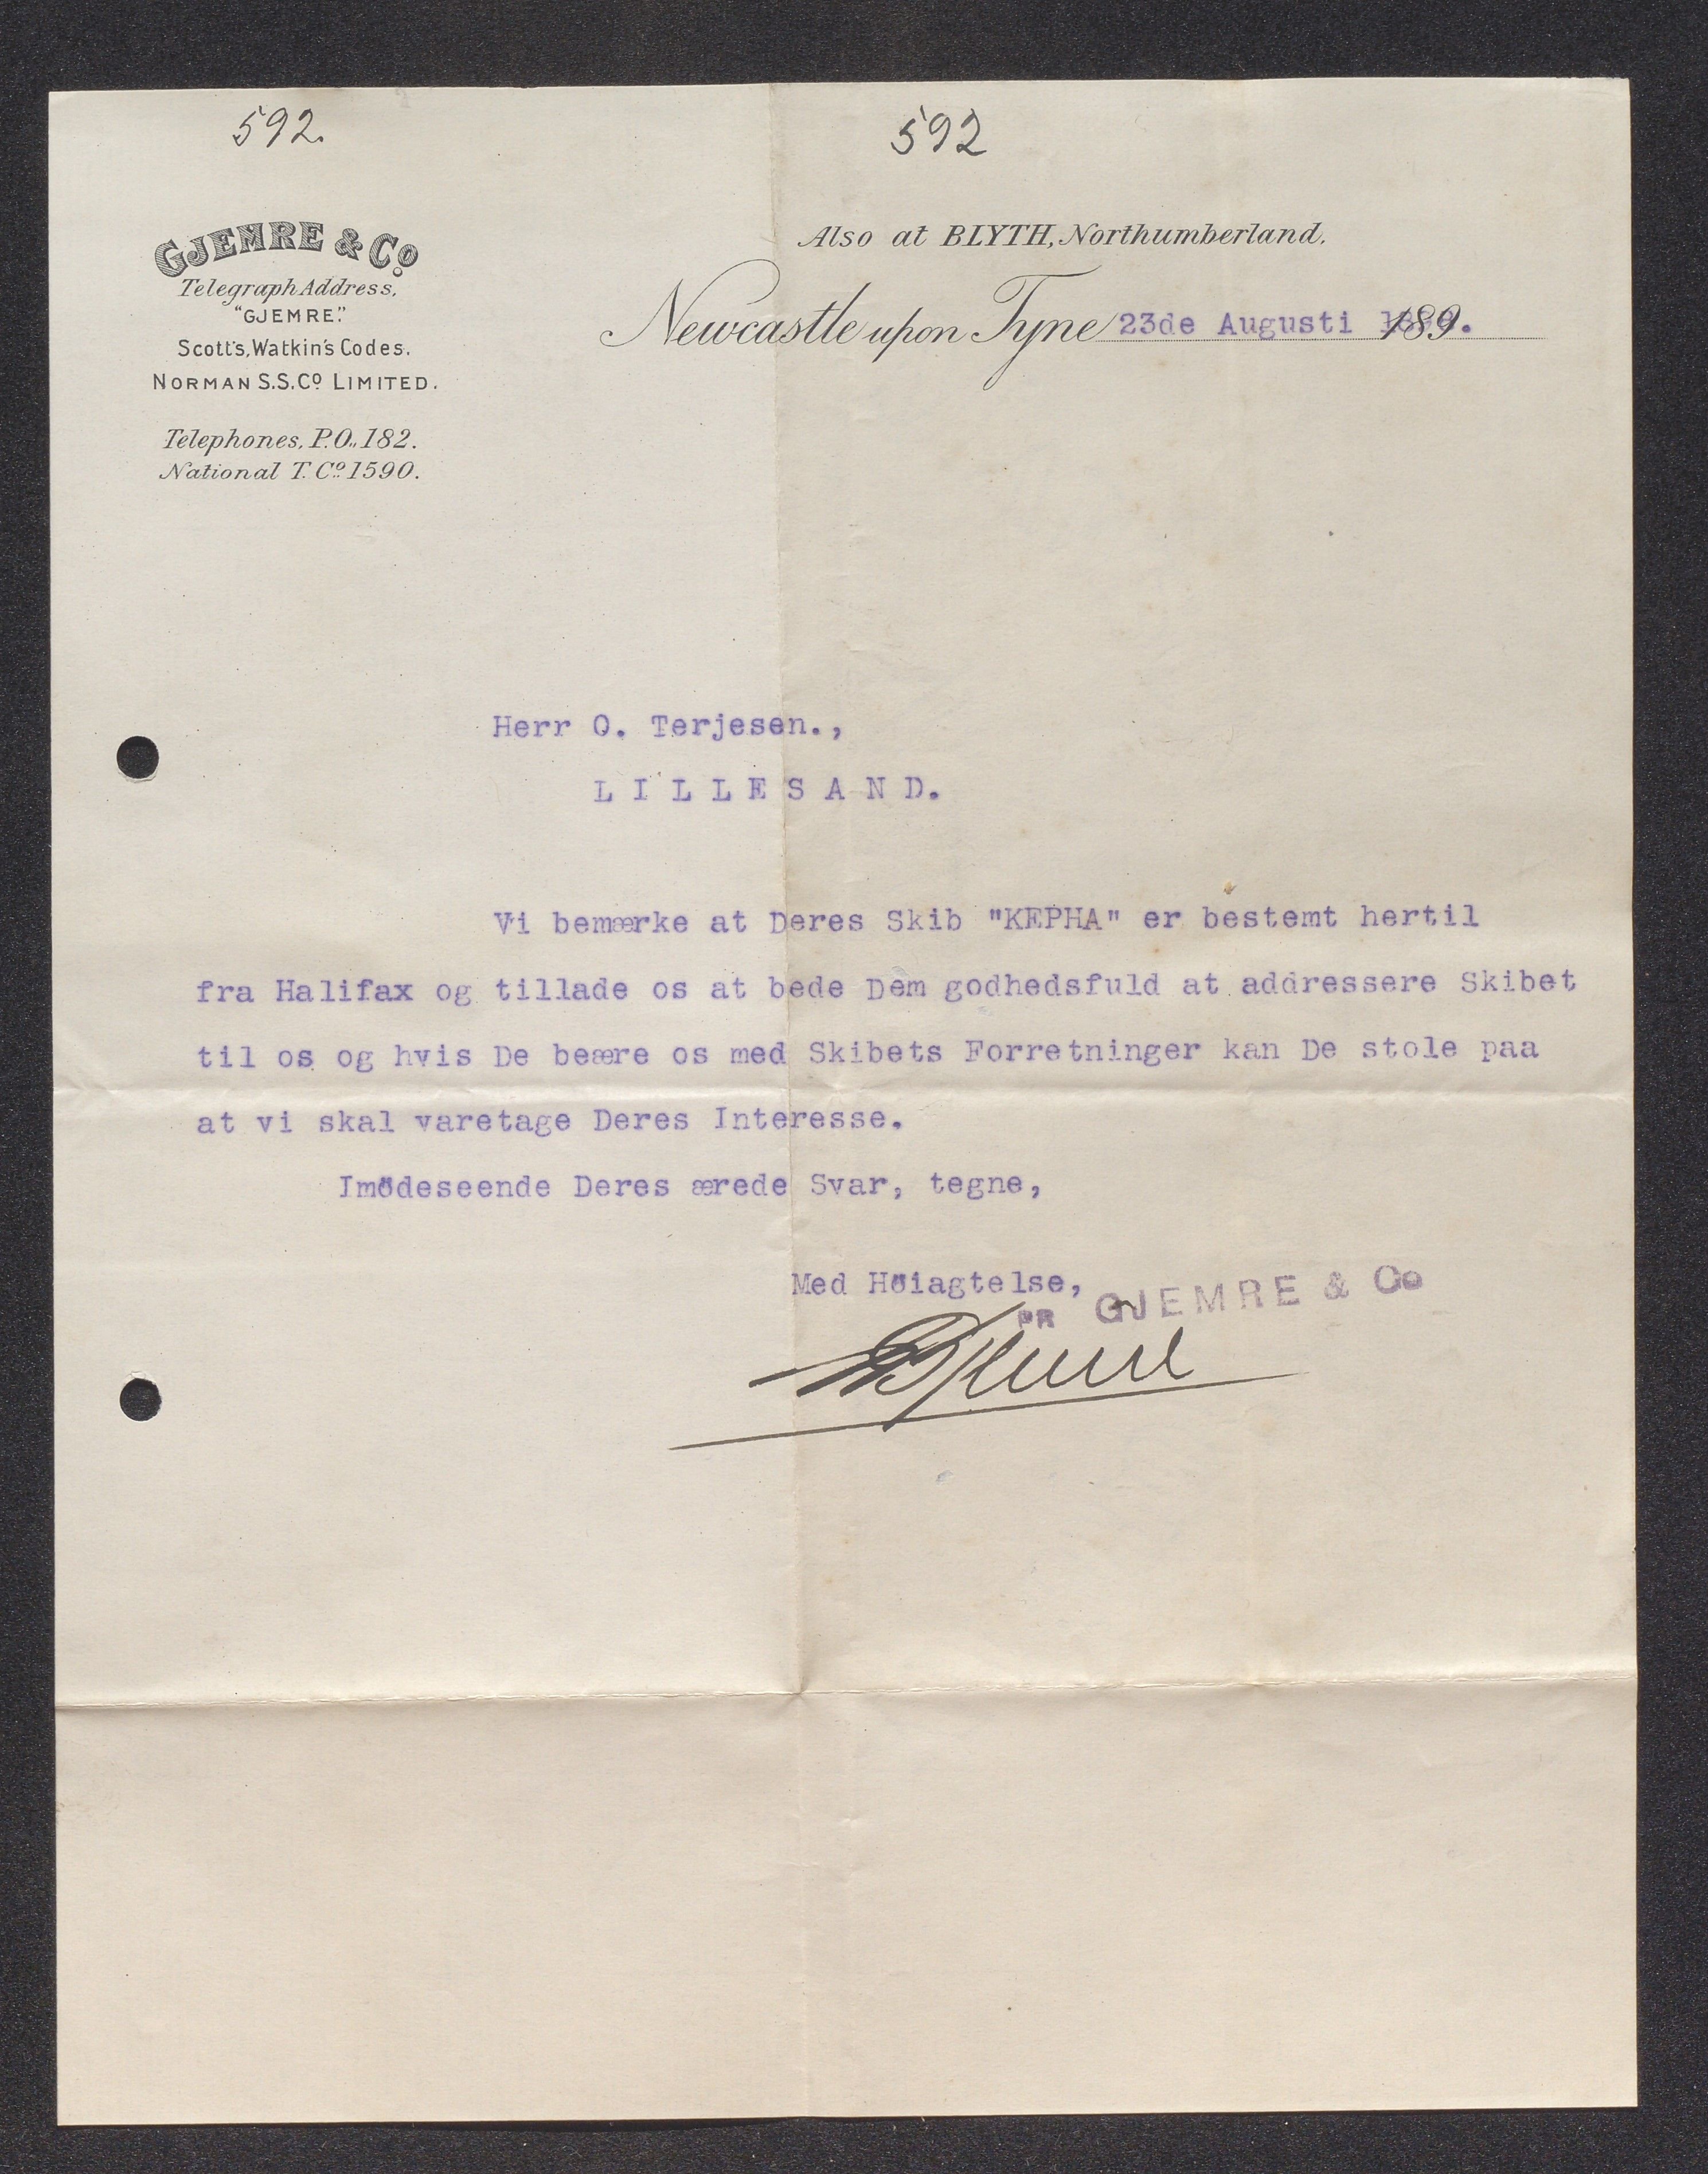 592.
592
GJEMRE & Co
Telegraph Address,
"GJEMRE."
Scott's, Watkin's Codes.
NORMAN S.S. Co LIMITED.
Telephones, P.O. 182.
National T. Co 1590.
Also at BLYTH, Northumberland.
Newcastle upon Tyne 23de Augusti 189
Herr O. Terjesen.,
LILLESAND.
Vi bemærke at Deres Skib "KEPHA" er bestemt hertil
fra Halifax og tillade os at bede Dem godhedsfuld at addressere Skibet
til os og hvis De beære os med Skibets Forretninger kan De stole paa
at vi skal varetage Deres Interesse.
Imödeseende Deres ærede Svar, tegne,
Med Höiagtelse,
PR GJEMRE & Co